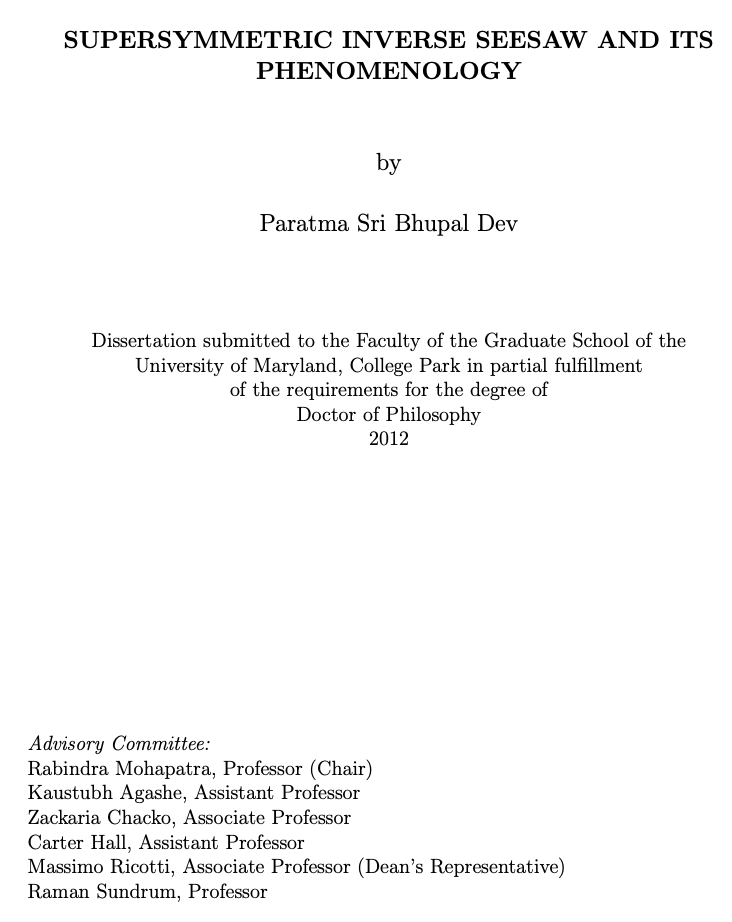 SUPERSYMMETRIC INVERSE SEESAW AND ITS
PHENOMENOLOGY
by
Paratma Sri Bhupal Dev
Dissertation submitted to the Faculty of the Graduate School of the
University of Maryland, College Park in partial fulfillment
of the requirements for the degree of
Doctor of Philosophy
2012
Advisory Committee:
Rabindra Mohapatra, Professor (Chair)
Kaustubh Agashe, Assistant Professor
Zackaria Chacko, Associate Professor
Carter Hall, Assistant Professor
Massimo Ricotti, Associate Professor (Dean's Representative)
Raman Sundrum, Professor